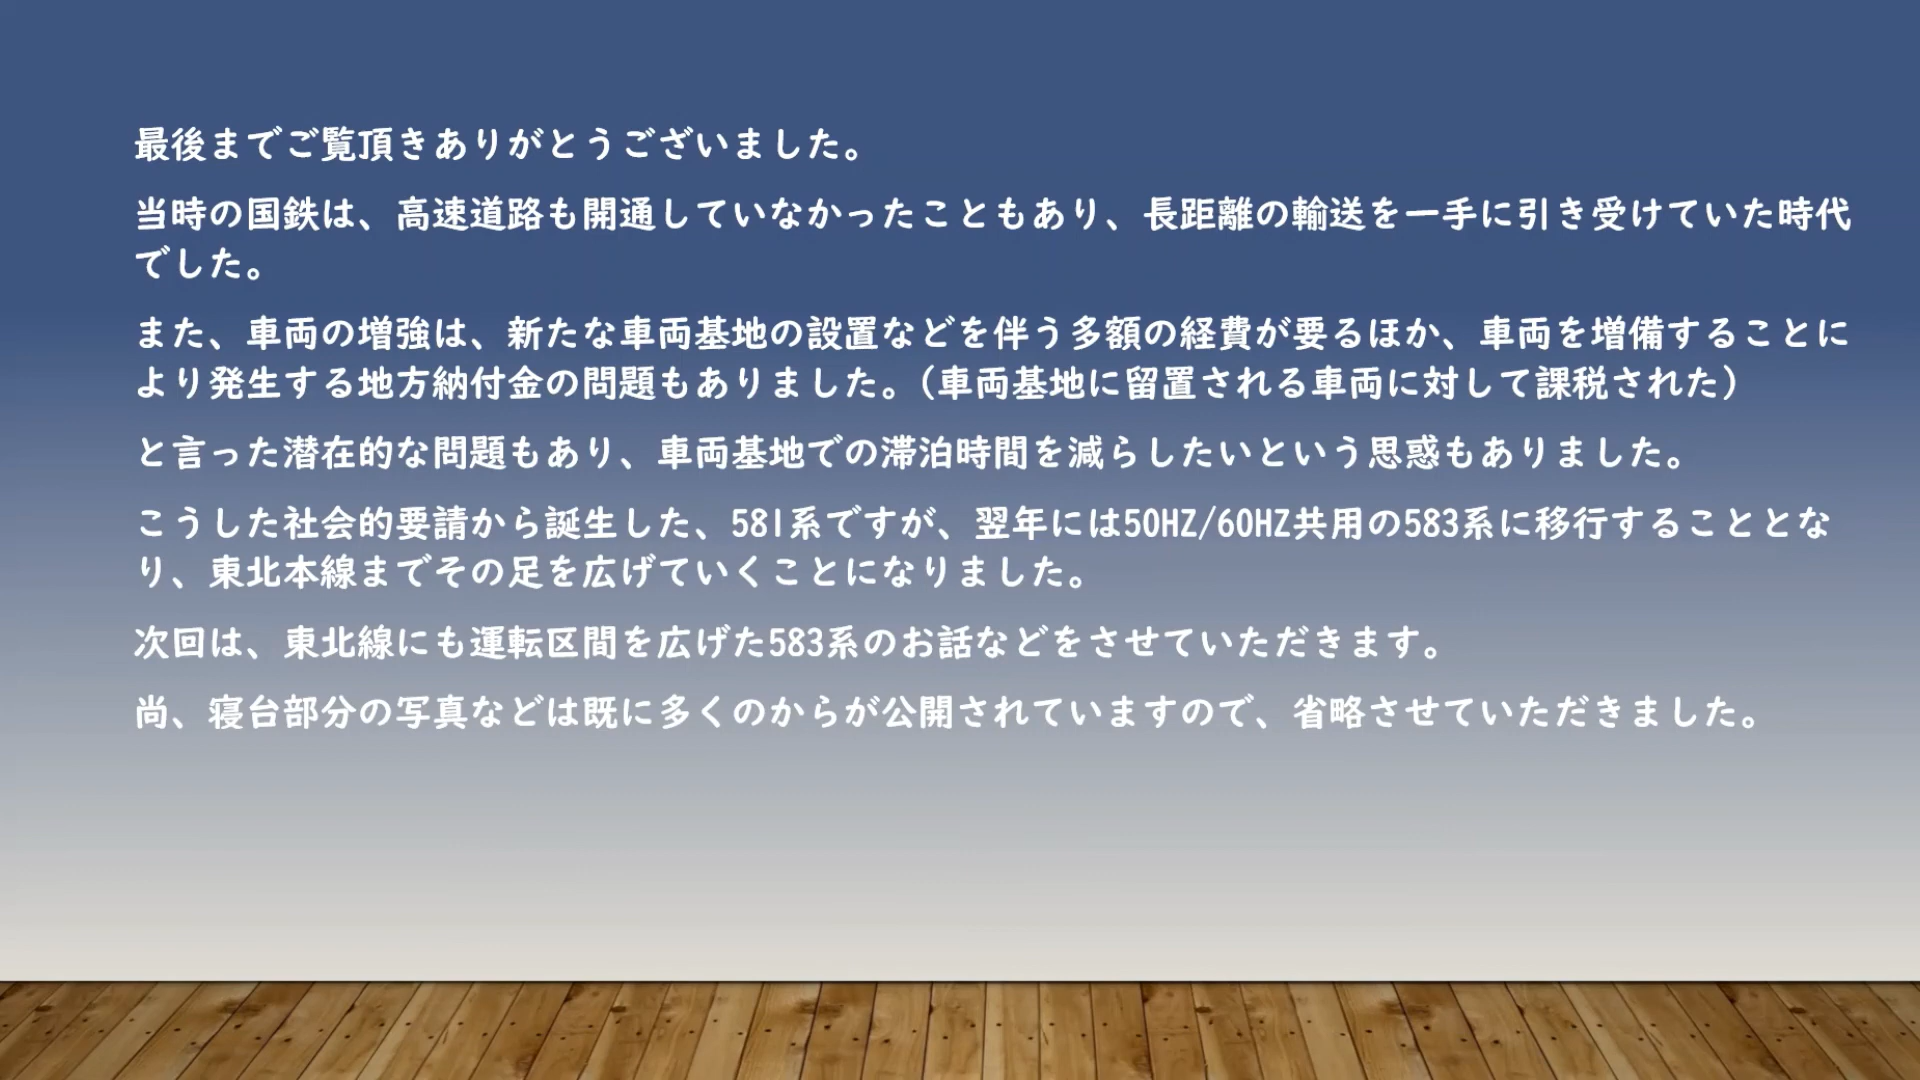 最後までご覧頂きありがとうございました。
当時の国鉄は、高速道路も開通していなかったこともあり、長距離の輸送を一手に引き受けていた時代
でした。
また、車両の増強は、新たな車両基地の設置などを伴う多額の経費が要るほか、車両を増備することに
より発生する地方納付金の問題もありました。（車両基地に留置される車両に対して課税された）
と言った潜在的な問題もあり、車両基地での滞泊時間を減らしたいという思惑もありました。
こうした社会的要請から誕生した、581系ですが、翌年には50HZ/60HZ共用の583系に移行することとな
り、東北本線までその足を広げていくことになりました。
次回は、東北線にも運転区間を広げた583系のお話などをさせていただきます。
尚、寝台部分の写真などは既に多くのからが公開されていますので、省略させていただきました。